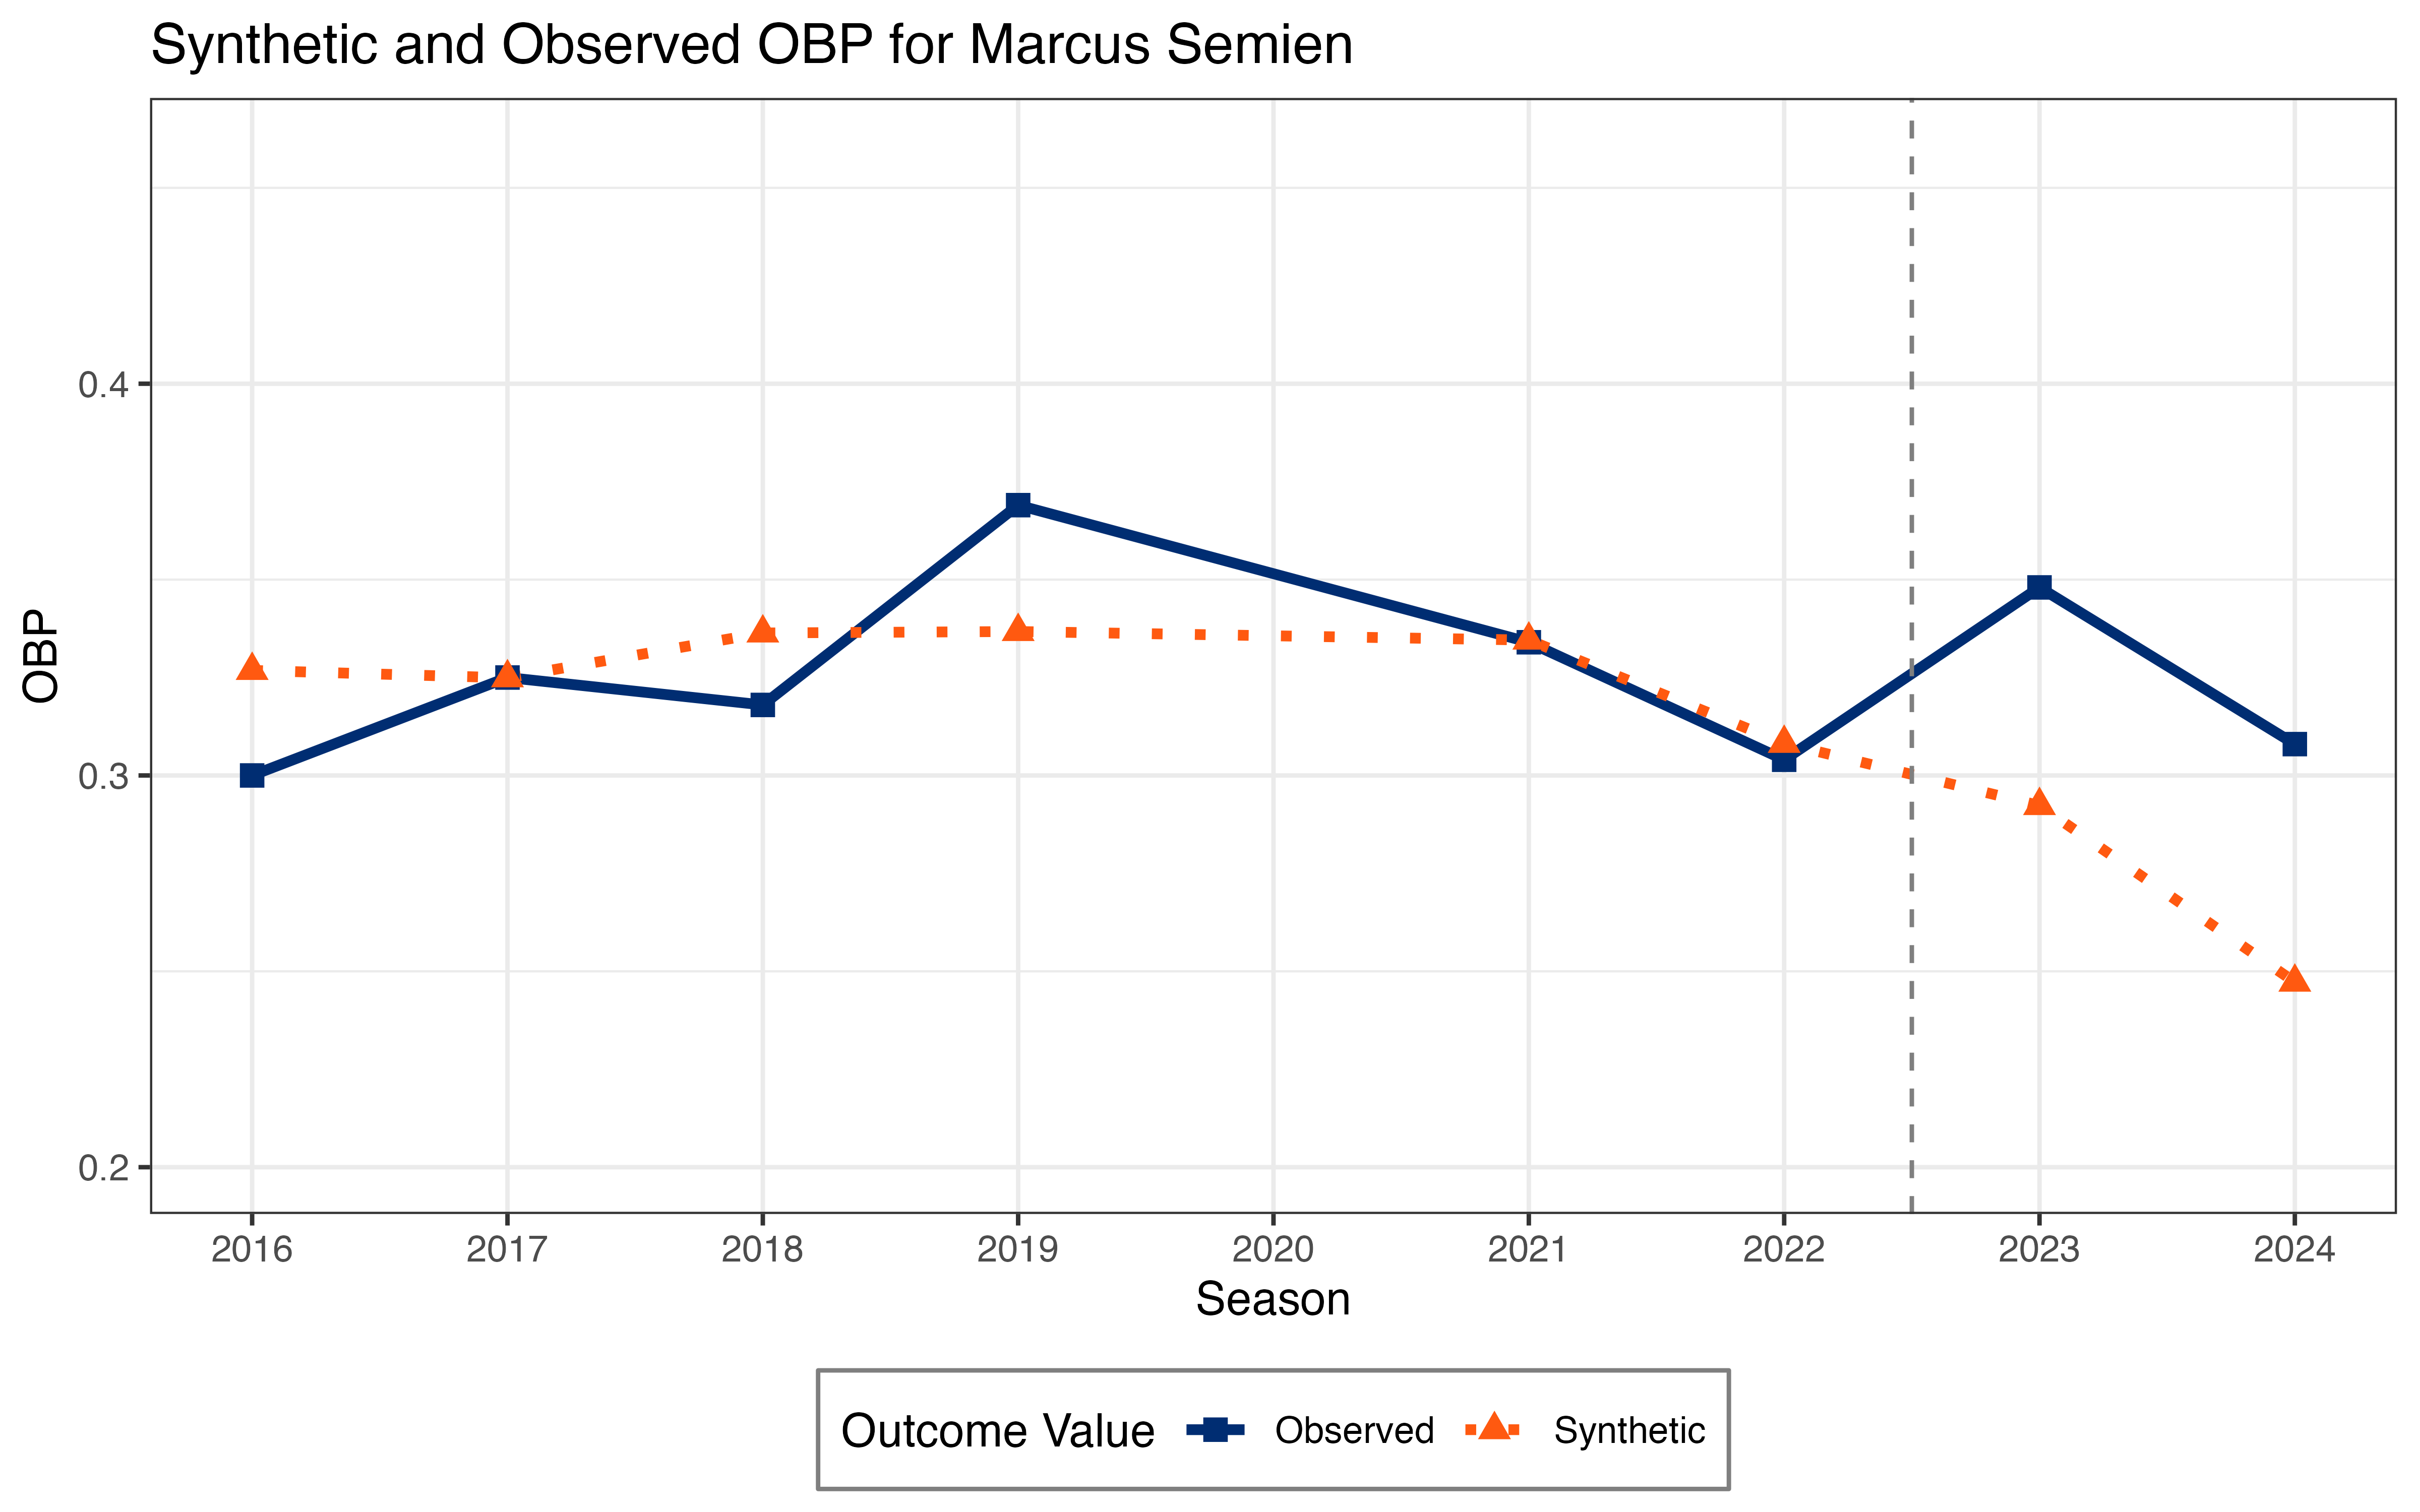 Synthetic and Observed OBP for Marcus Semien
OBP
0.4
0.3
0.2
2016 2017 2018 2019 2020 2021 2022 2023 2024
Season
Outcome Value Observed Synthetic